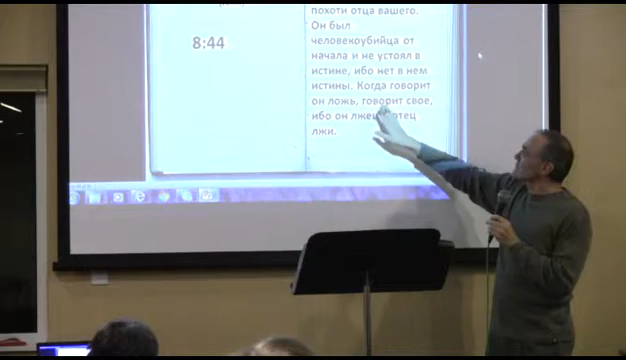 похоти отца вашего.
Он был
8:44
человекоубийца от
начала и не устоял в
истине, ибо нет в нем
истины. Когда говорит
он ложь, говорит свое,
ибо он лжец отец
лжи.